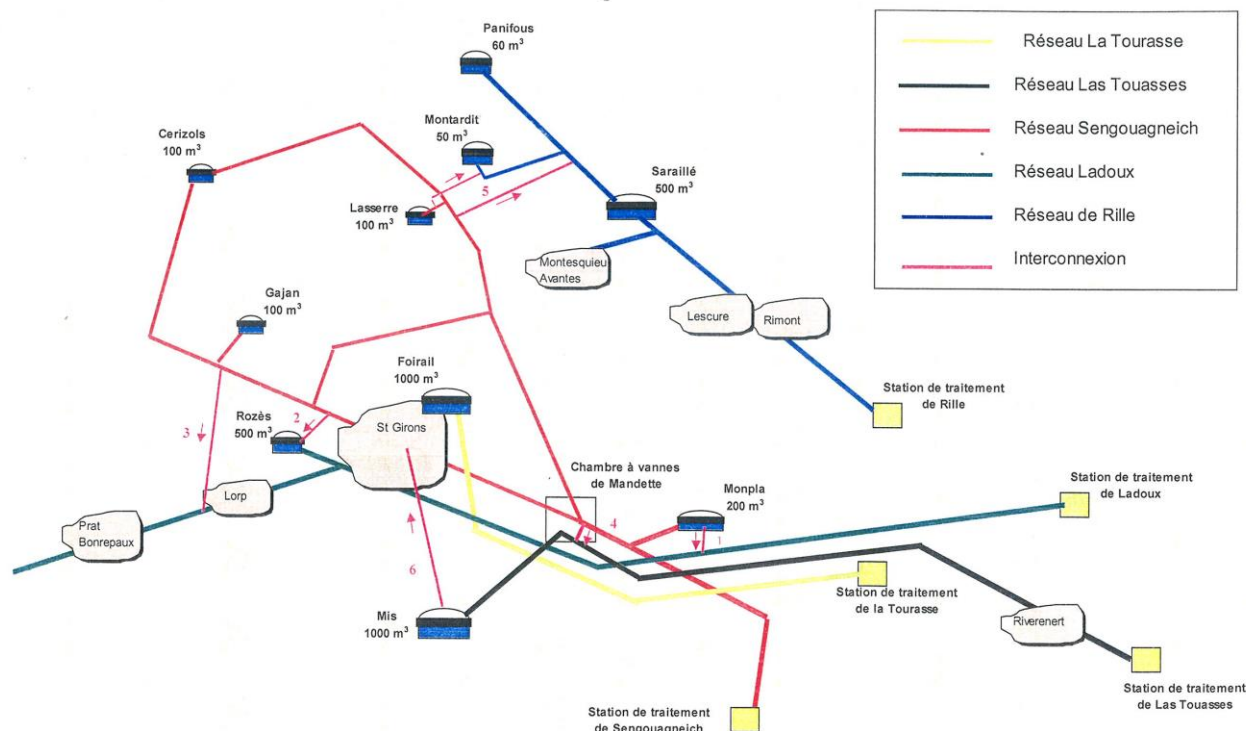 Panifous
60 m³
Réseau La Tourasse
Réseau Las Touasses
Réseau Sengouagneich
Réseau Ladoux
Réseau de Rille
Interconnexion
Cerizols
100 m³
Montardit
50 m³
Saraillé
500 m³
5
Lasserre
100 m³
Montesquieu
Avantes
Lescure
Rimont
Gajan
100 m³
Foirail
1000 m³
Station de traitement
de Rille
Rozès
500 m³
2
3
St Girons
Chambre à vannes
de Mandette
Monpla
200 m³
Station de traitement
de Ladoux
4
1
Lorp
Prat
Bonrepaux
6
Mis
1000 m³
Station de traitement
de la Tourasse
Riverenert
Station de traitement
de Las Touasses
Station de traitement
de Sengouagneich